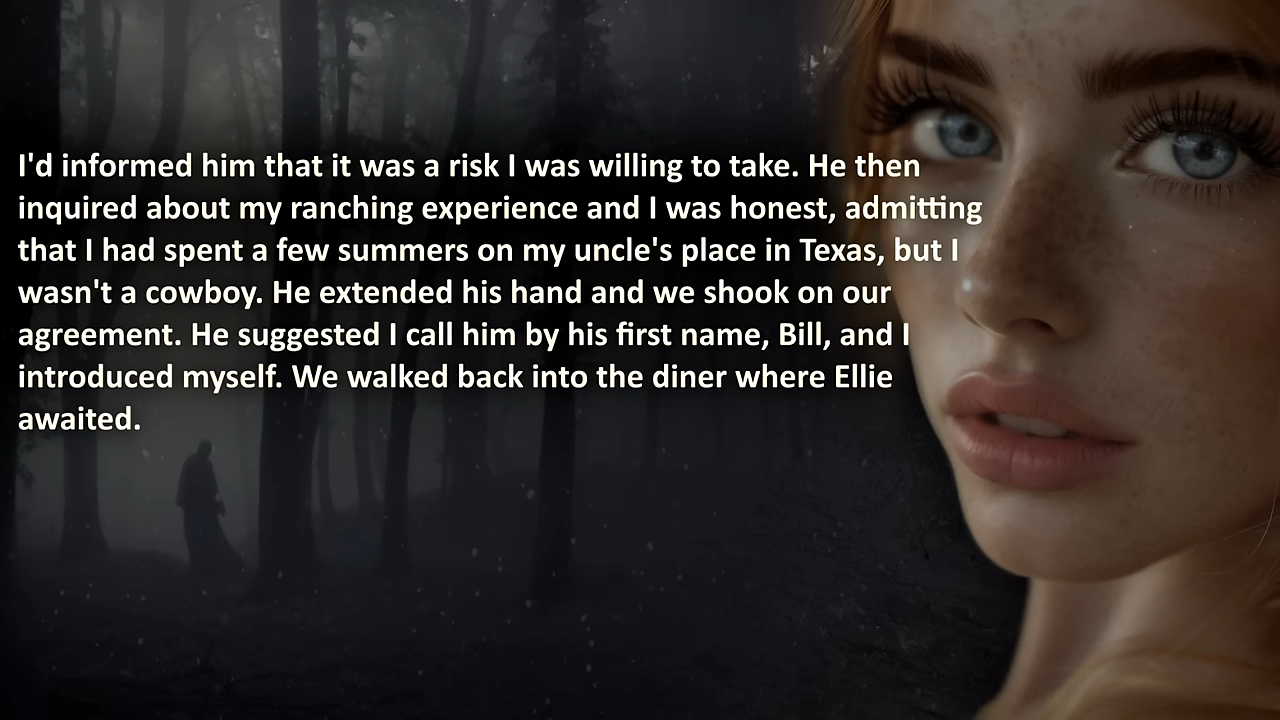 I'd informed him that it was a risk I was willing to take. He then
inquired about my ranching experience and I was honest, admitting
that I had spent a few summers on my uncle's place in Texas, but I
wasn't a cowboy. He extended his hand and we shook on our
agreement. He suggested I call him by his first name, Bill, and I
introduced myself. We walked back into the diner where Ellie
awaited.